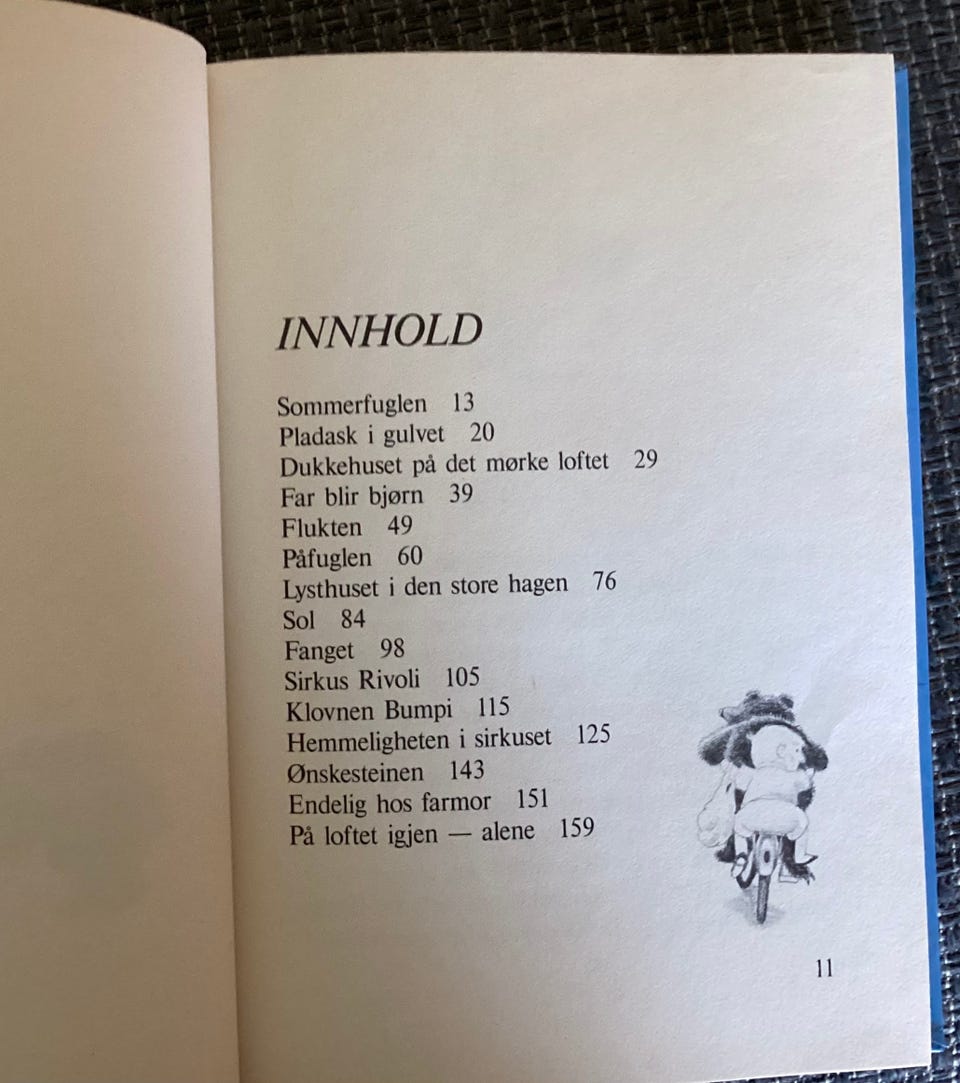 INNHOLD
Sommerfuglen 13
Pladask i gulvet 20
Dukkehuset på det mørke loftet 29
Far blir bjørn 39
Flukten 49
Påfuglen 60
Lysthuset i den store hagen 76
Sol 84
Fanget 98
Sirkus Rivoli 105
Klovnen Bumpi 115
Hemmeligheten i sirkuset 125
Ønskesteinen 143
Endelig hos farmor 151
På loftet igjen — alene 159
11